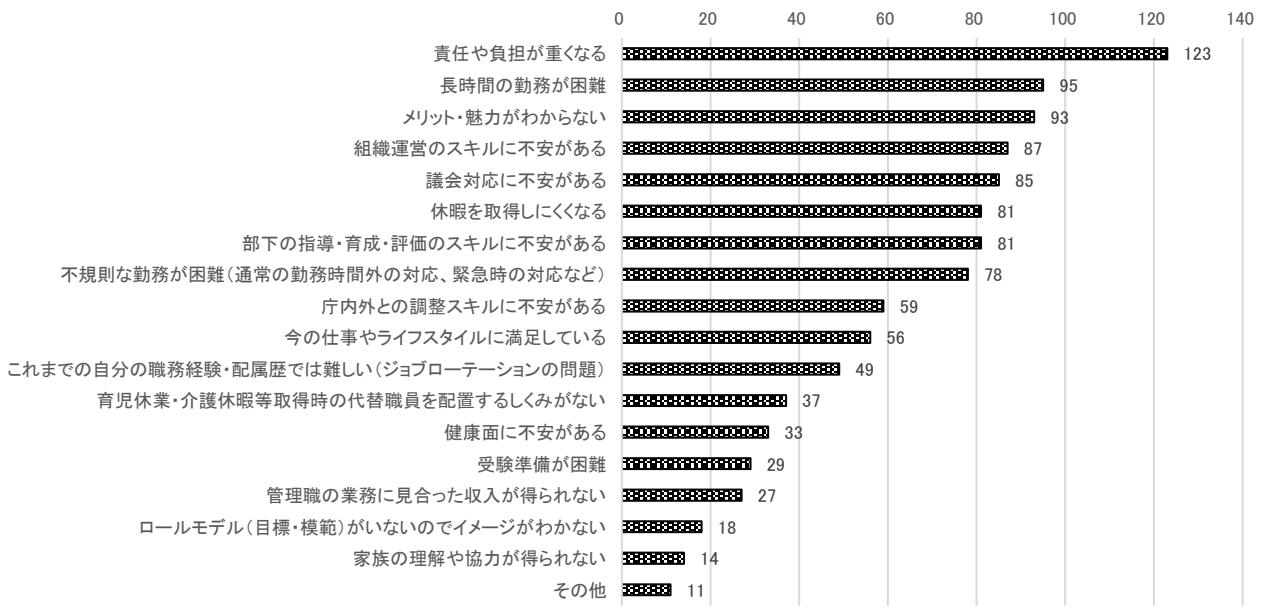 0 20 40 60 80 100 120 140
責任や負担が重くなる 123
長時間の勤務が困難 95
メリット・魅力がわからない 93
組織運営のスキルに不安がある 87
議会対応に不安がある 85
休暇を取得しにくくなる 81
部下の指導・育成・評価のスキルに不安がある 81
不規則な勤務が困難（通常の勤務時間外の対応、緊急時の対応など） 78
庁内外との調整スキルに不安がある 59
今の仕事やライフスタイルに満足している 56
これまでの自分の職務経験・配属歴では難しい（ジョブローテーションの問題） 49
育児休業・介護休暇等取得時の代替職員を配置するしくみがない 37
健康面に不安がある 33
受験準備が困難 29
管理職の業務に見合った収入が得られない 27
ロールモデル（目標・模範）がいないのでイメージがわかない 18
家族の理解や協力が得られない 14
その他 11